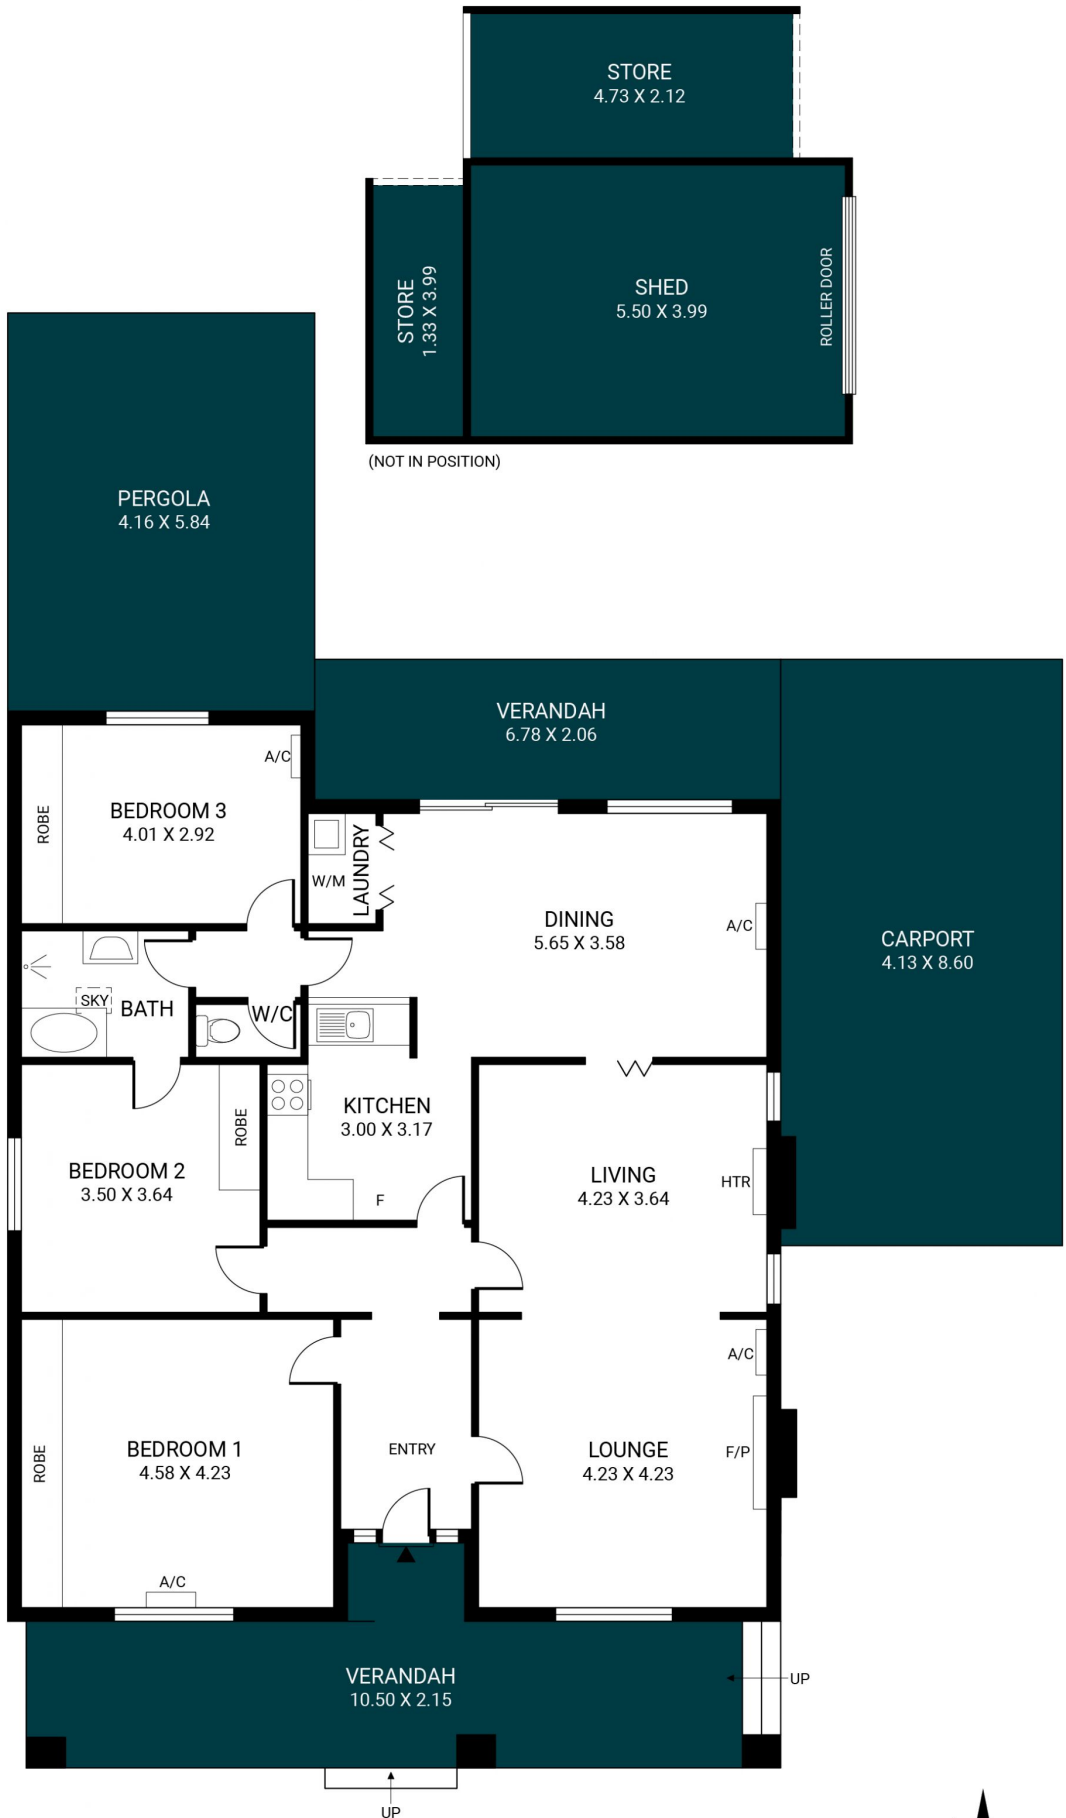 STORE
4.73 X 2.12
STORE
1.33 X 3.99
SHED
5.50 X 3.99
ROLLER DOOR
(NOT IN POSITION)
PERGOLA
4.16 X 5.84
VERANDAH
6.78 X 2.06
A/C
BEDROOM 3
4.01 X 2.92
ROBE
LAUNDRY
W/M
DINING
5.65 X 3.58
A/C
CARPORT
4.13 X 8.60
SKY
BATH
W/C
KITCHEN
3.00 X 3.17
F
ROBE
BEDROOM 2
3.50 X 3.64
LIVING
4.23 X 3.64
HTR
A/C
BEDROOM 1
4.58 X 4.23
ROBE
A/C
ENTRY
LOUNGE
4.23 X 4.23
F/P
VERANDAH
10.50 X 2.15
UP
UP